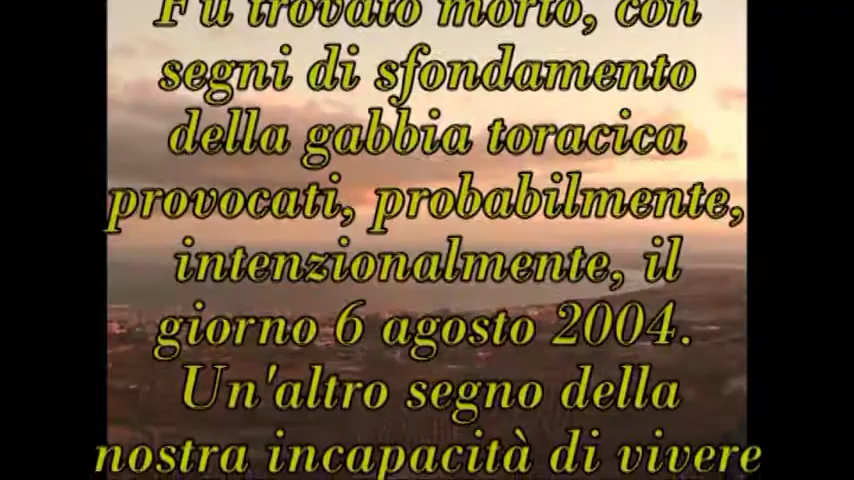 Fu trovato morto, con
segni di sfondamento
della gabbia toracica
provocati, probabilmente,
intenzionalmente, il
giorno 6 agosto 2004.
Un'altro segno della
nostra incapacità di vivere